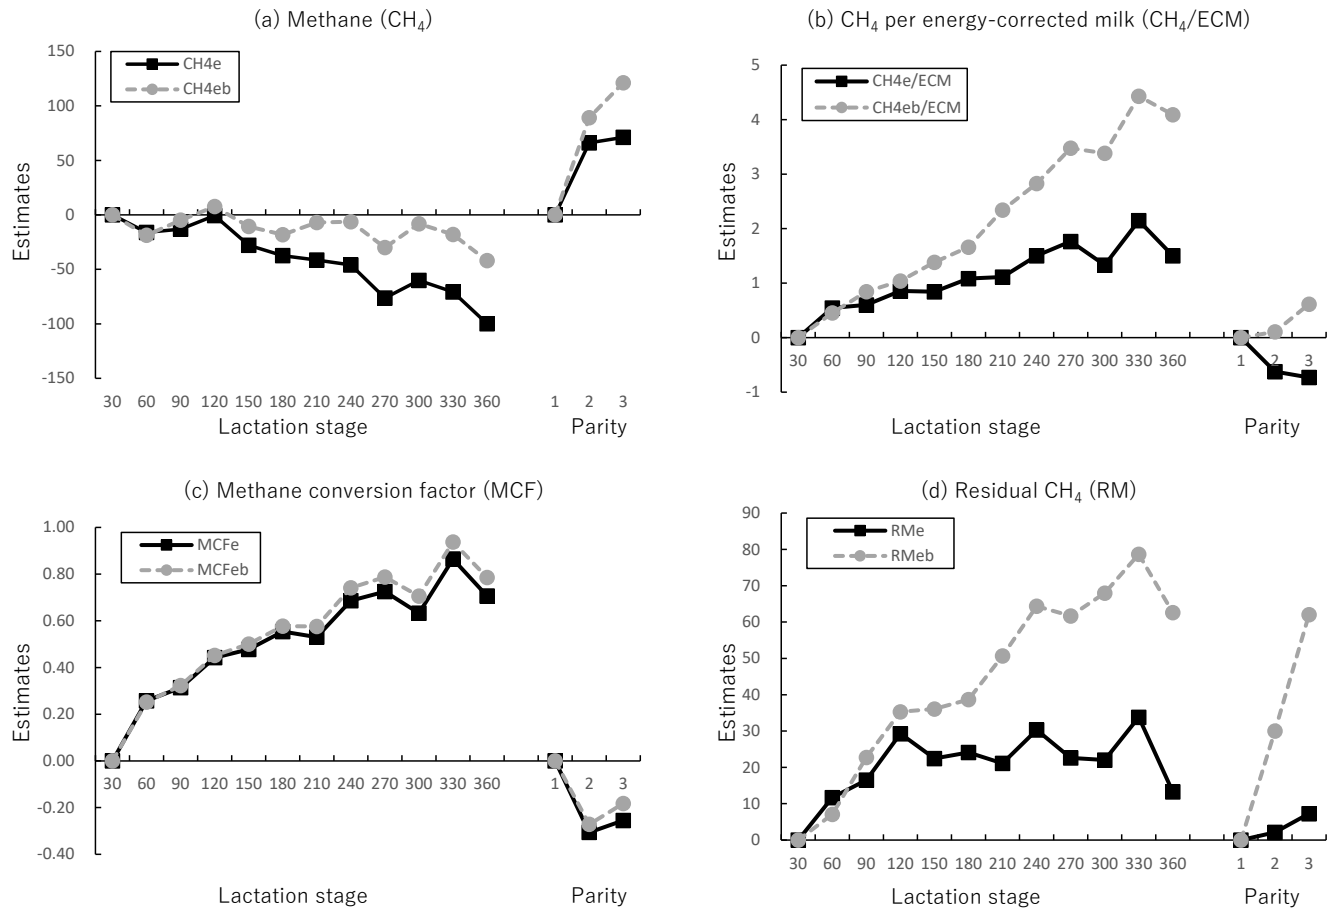 (a) Methane (CH4)
150
100
50
0
-50
-100
-150
Estimates
CH4e
CH4eb
30 60 90 120 150 180 210 240 270 300 330 360 1 2 3
Lactation stage Parity
(b) CH4 per energy-corrected milk (CH4/ECM)
5
4
3
2
1
0
-1
Estimates
CH4e/ECM
CH4eb/ECM
30 60 90 120 150 180 210 240 270 300 330 360 1 2 3
Lactation stage Parity
(c) Methane conversion factor (MCF)
1.00
0.80
0.60
0.40
0.20
0.00
-0.20
-0.40
Estimates
MCFe
MCFeb
30 60 90 120 150 180 210 240 270 300 330 360 1 2 3
Lactation stage Parity
(d) Residual CH4 (RM)
90
80
70
60
50
40
30
20
10
0
Estimates
RMe
RMeb
30 60 90 120 150 180 210 240 270 300 330 360 1 2 3
Lactation stage Parity